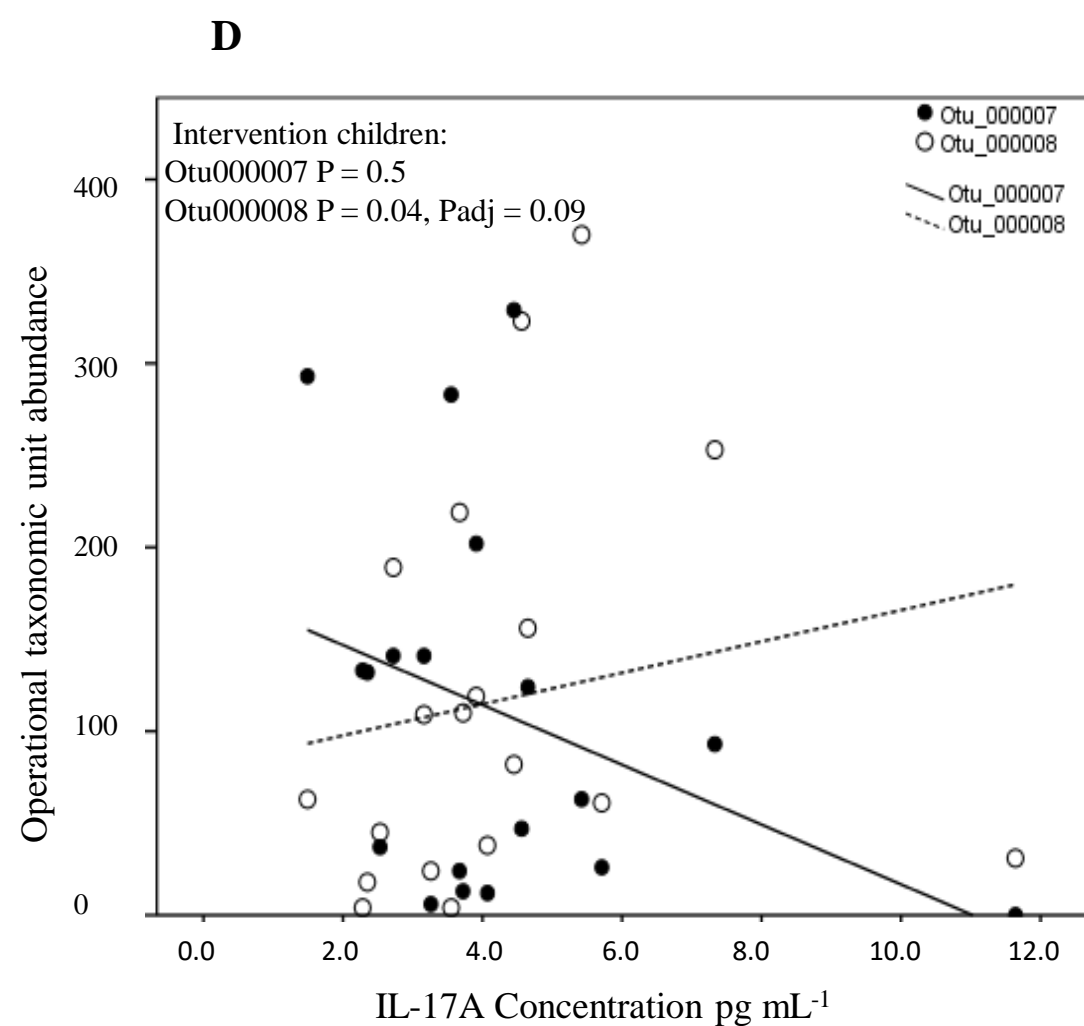 D
Intervention children:
Otu000007 P = 0.5
Otu000008 P = 0.04, Padj = 0.09
Otu_000007
Otu_000008
Otu_000007
Otu_000008
Operational taxonomic unit abundance
400
300
200
100
0
0.0 2.0 4.0 6.0 8.0 10.0 12.0
IL-17A Concentration pg mL⁻¹